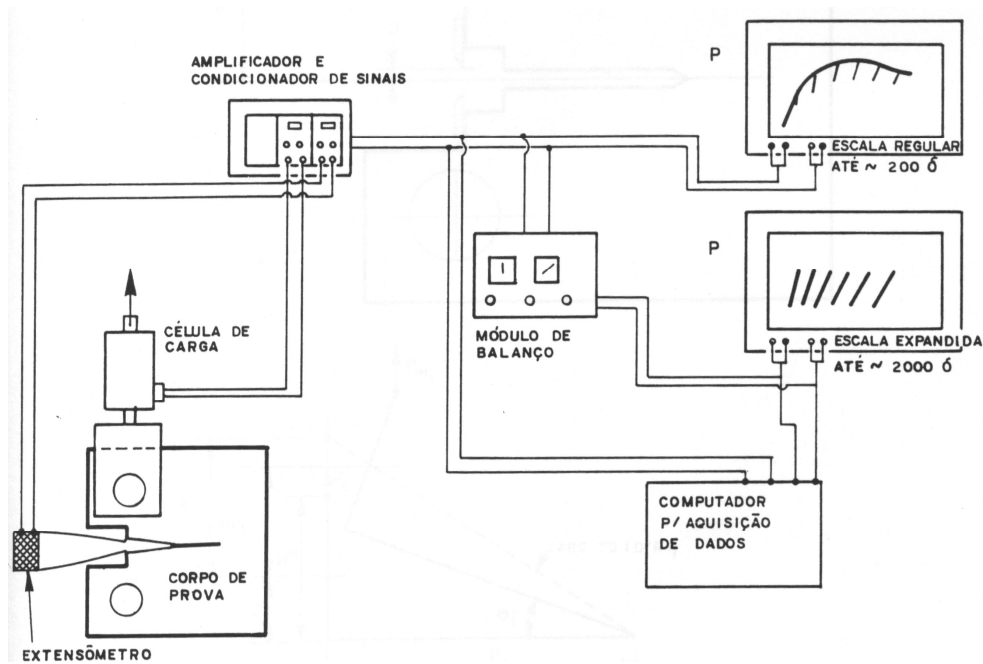 AMPLIFICADOR E
CONDICIONADOR DE SINAIS
P
ESCALA REGULAR
ATÉ ~ 200 Ó
P
ESCALA EXPANDIDA
ATÉ ~ 2000 Ó
MÓDULO DE
BALANÇO
CÉLULA DE
CARGA
COMPUTADOR
P/ AQUISIÇÃO
DE DADOS
CORPO DE
PROVA
EXTENSÔMETRO